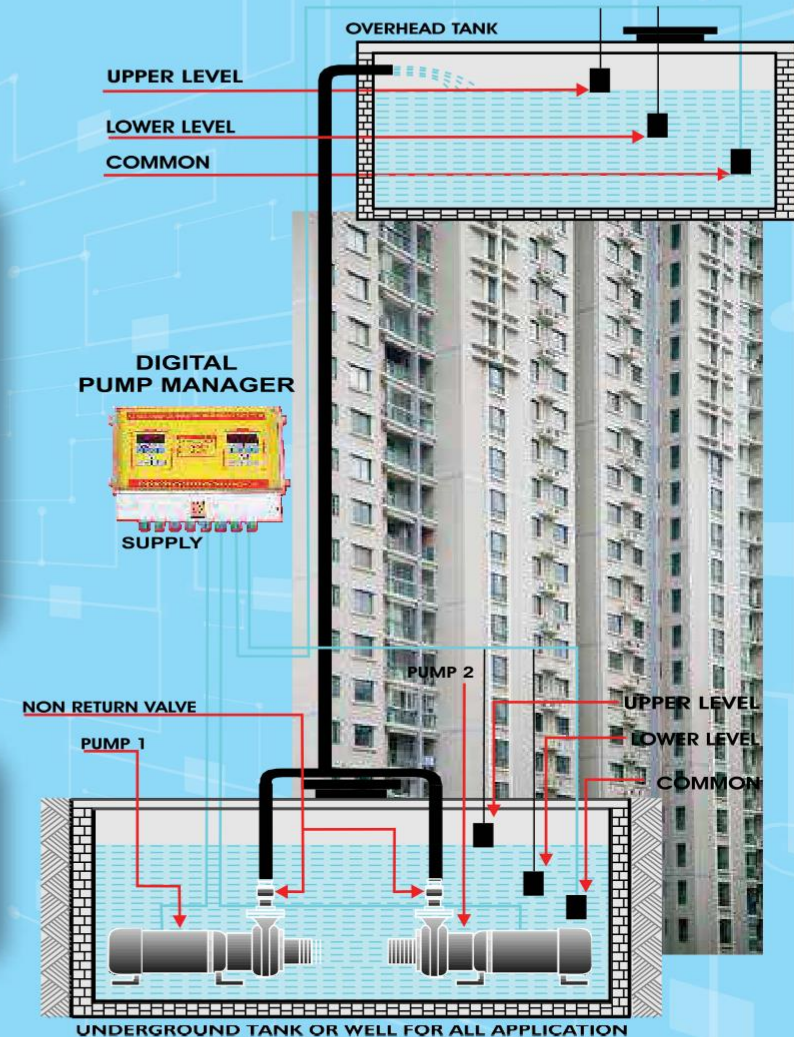 OVERHEAD TANK
UPPER LEVEL
LOWER LEVEL
COMMON
DIGITAL
PUMP MANAGER
SUPPLY
PUMP 2
NON RETURN VALVE
UPPER LEVEL
PUMP 1
LOWER LEVEL
COMMON
UNDERGROUND TANK OR WELL FOR ALL APPLICATION